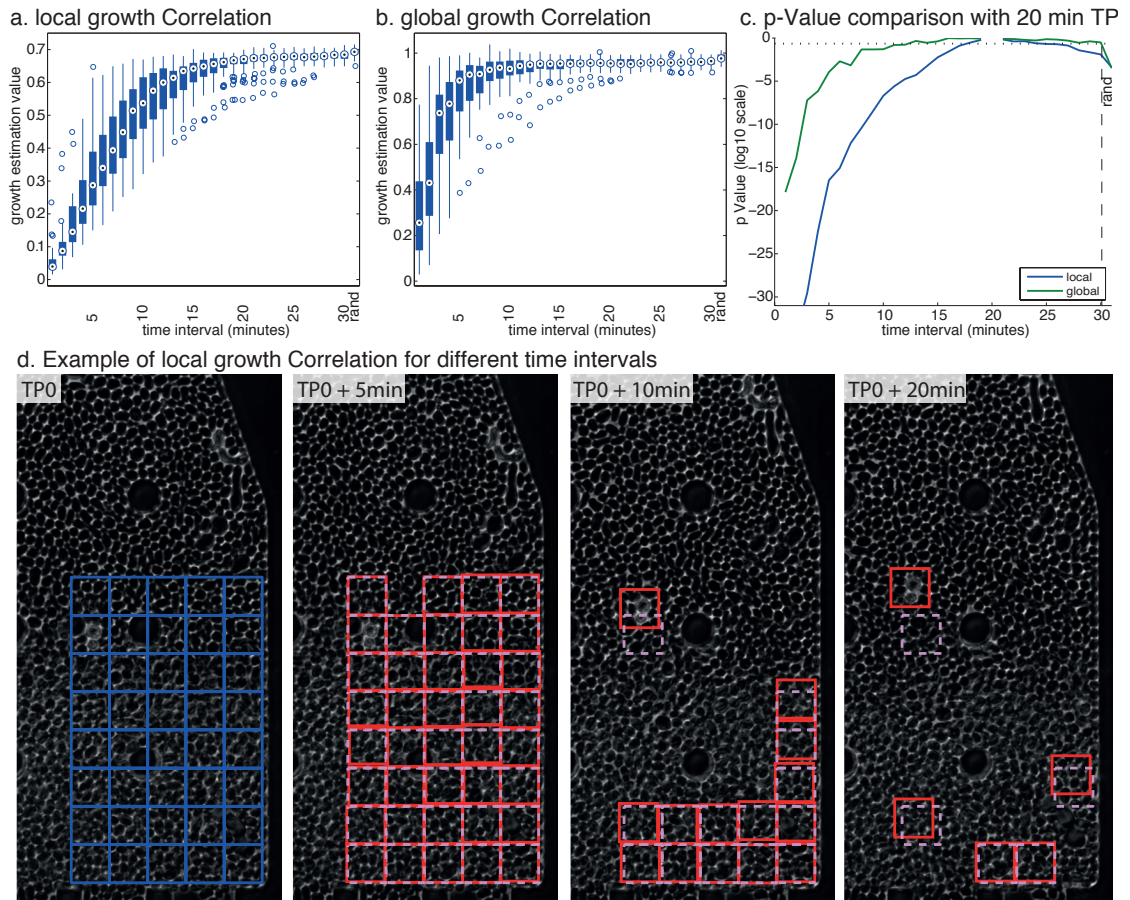 a. local growth Correlation
growth estimation value
0.7
0.6
0.5
0.4
0.3
0.2
0.1
0
5
10
15
20
25
30
rand
time interval (minutes)
b. global growth Correlation
growth estimation value
1
0.8
0.6
0.4
0.2
0
5
10
15
20
25
30
rand
time interval (minutes)
c. p-Value comparison with 20 min TP
p Value (log10 scale)
0
−5
−10
−15
−20
−25
−30
0
5
10
15
20
25
30
rand
local
global
time interval (minutes)
d. Example of local growth Correlation for different time intervals
TP0
TP0 + 5min
TP0 + 10min
TP0 + 20min